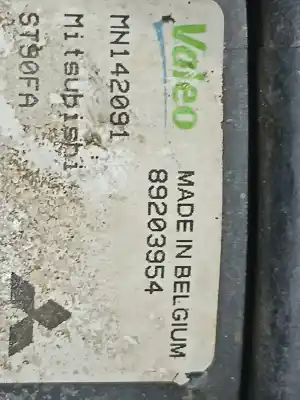 Valeo
MADE IN BELGIUM
89203954
MN142091
Mitsubishi
ST90FA